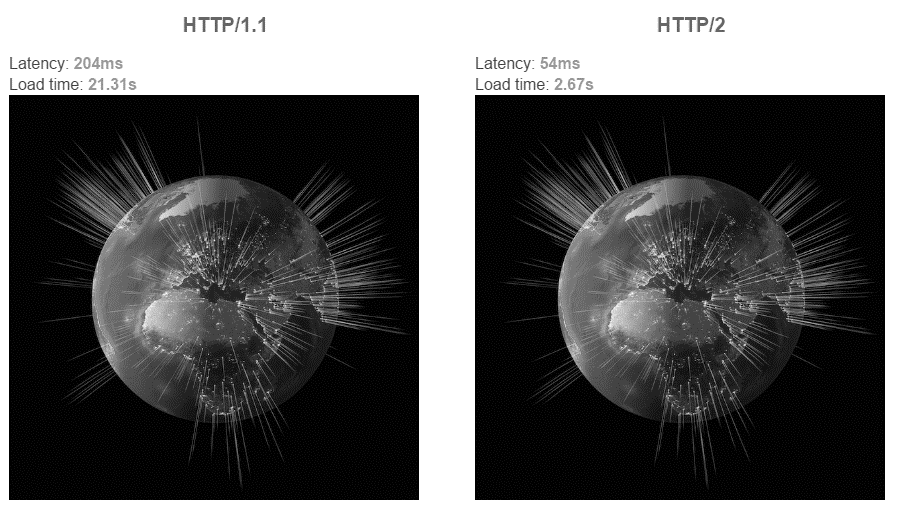 HTTP/1.1
Latency: 204ms
Load time: 21.31s
HTTP/2
Latency: 54ms
Load time: 2.67s